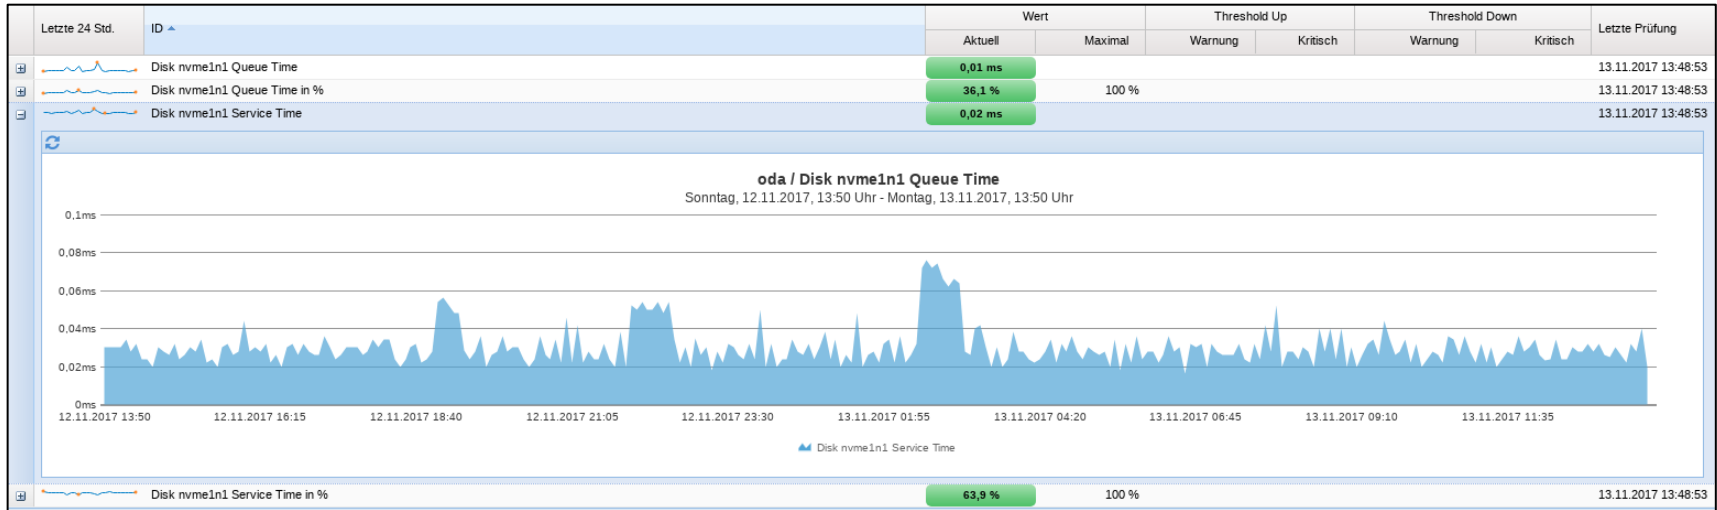 Letzte 24 Std. ID Wert Threshold Up Threshold Down Letzte Prüfung
Aktuell Maximal Warnung Kritisch Warnung Kritisch
Disk nvme1n1 Queue Time 0,01 ms 13.11.2017 13:48:53
Disk nvme1n1 Queue Time in % 36,1 % 100 % 13.11.2017 13:48:53
Disk nvme1n1 Service Time 0,02 ms 13.11.2017 13:48:53
oda / Disk nvme1n1 Queue Time
Sonntag, 12.11.2017, 13:50 Uhr - Montag, 13.11.2017, 13:50 Uhr
0,1ms
0,08ms
0,06ms
0,04ms
0,02ms
0ms
12.11.2017 13:50 12.11.2017 16:15 12.11.2017 18:40 12.11.2017 21:05 12.11.2017 23:30 13.11.2017 01:55 13.11.2017 04:20 13.11.2017 06:45 13.11.2017 09:10 13.11.2017 11:35
Disk nvme1n1 Service Time
Disk nvme1n1 Service Time in % 63,9 % 100 % 13.11.2017 13:48:53